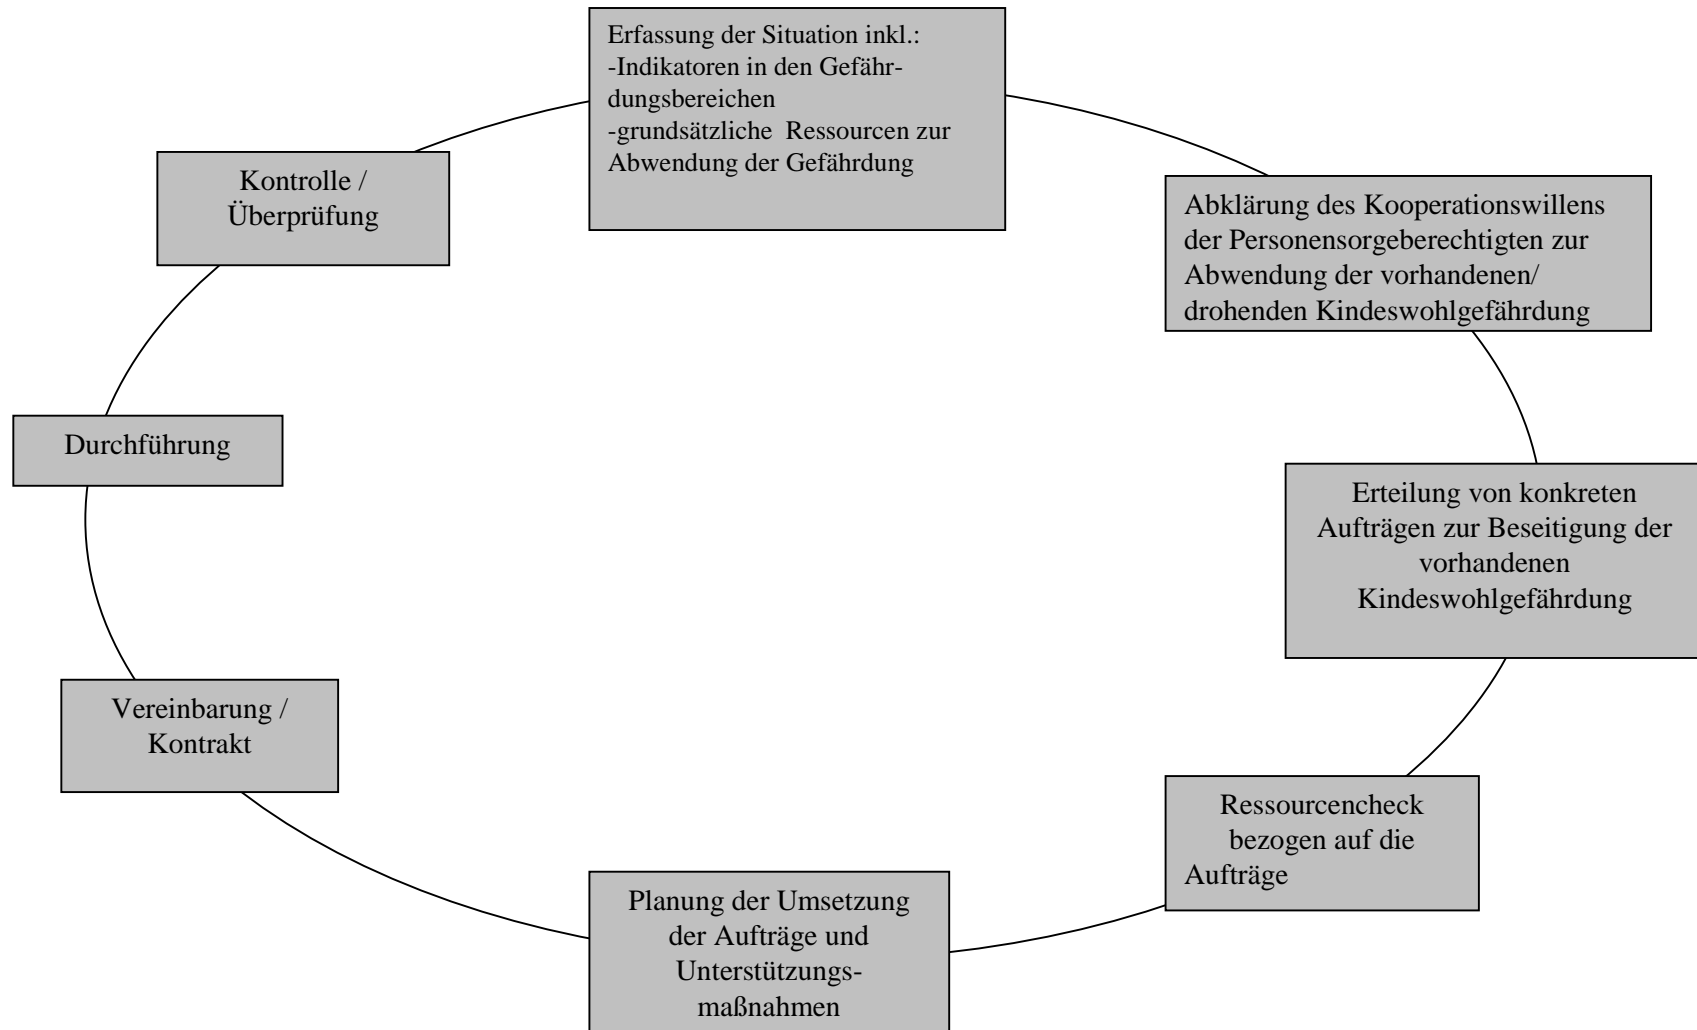 Erfassung der Situation inkl.:
-Indikatoren in den Gefähr-
dungsbereichen
-grundsätzliche Ressourcen zur
Abwendung der Gefährdung
Abklärung des Kooperationswillens
der Personensorgeberechtigten zur
Abwendung der vorhandenen/
drohenden Kindeswohlgefährdung
Erteilung von konkreten
Aufträgen zur Beseitigung der
vorhandenen
Kindeswohlgefährdung
Ressourcencheck
bezogen auf die
Aufträge
Planung der Umsetzung
der Aufträge und
Unterstützungs-
maßnahmen
Vereinbarung /
Kontrakt
Durchführung
Kontrolle /
Überprüfung